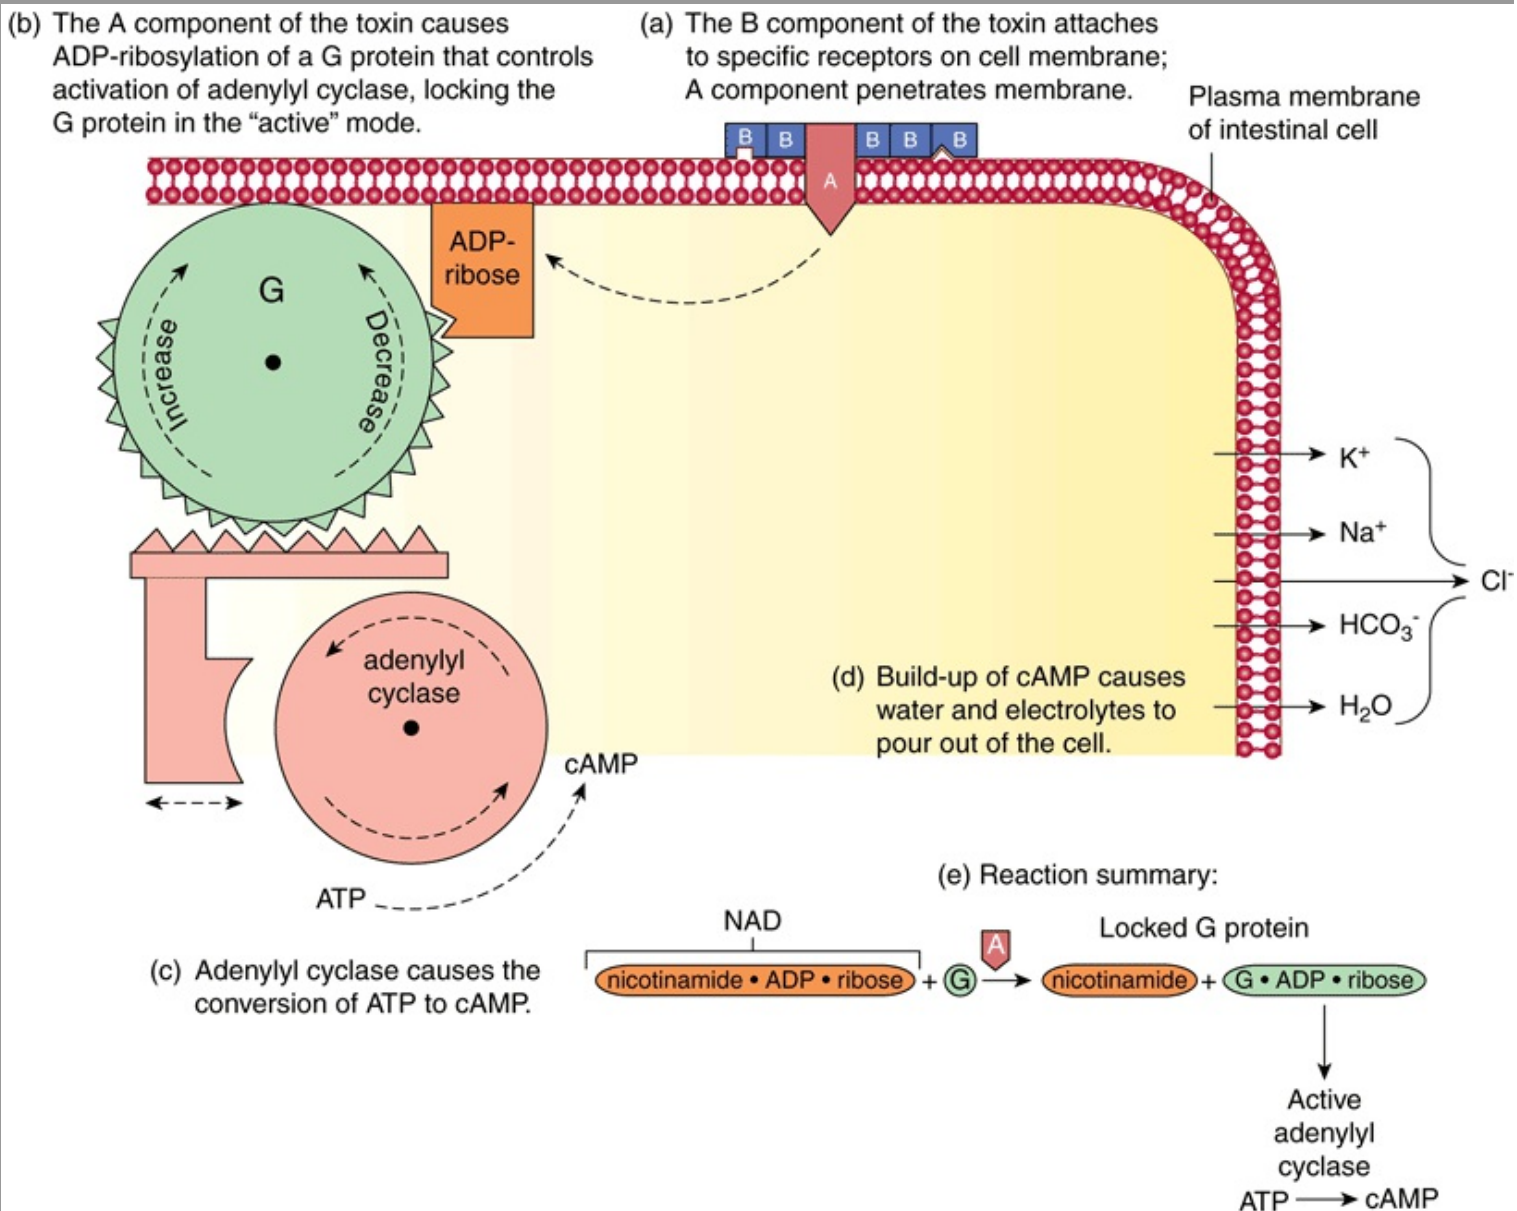 (b) The A component of the toxin causes
ADP-ribosylation of a G protein that controls
activation of adenylyl cyclase, locking the
G protein in the “active” mode.
(a) The B component of the toxin attaches
to specific receptors on cell membrane;
A component penetrates membrane.
Plasma membrane
of intestinal cell
B B B B B
A
ADP-
ribose
G
Increase
Decrease
K⁺
Na⁺
Cl⁻
HCO₃⁻
H₂O
adenylyl
cyclase
(d) Build-up of cAMP causes
water and electrolytes to
pour out of the cell.
cAMP
ATP
(c) Adenylyl cyclase causes the
conversion of ATP to cAMP.
(e) Reaction summary:
NAD
Locked G protein
A
nicotinamide • ADP • ribose + G nicotinamide + G • ADP • ribose
Active
adenylyl
cyclase
ATP cAMP